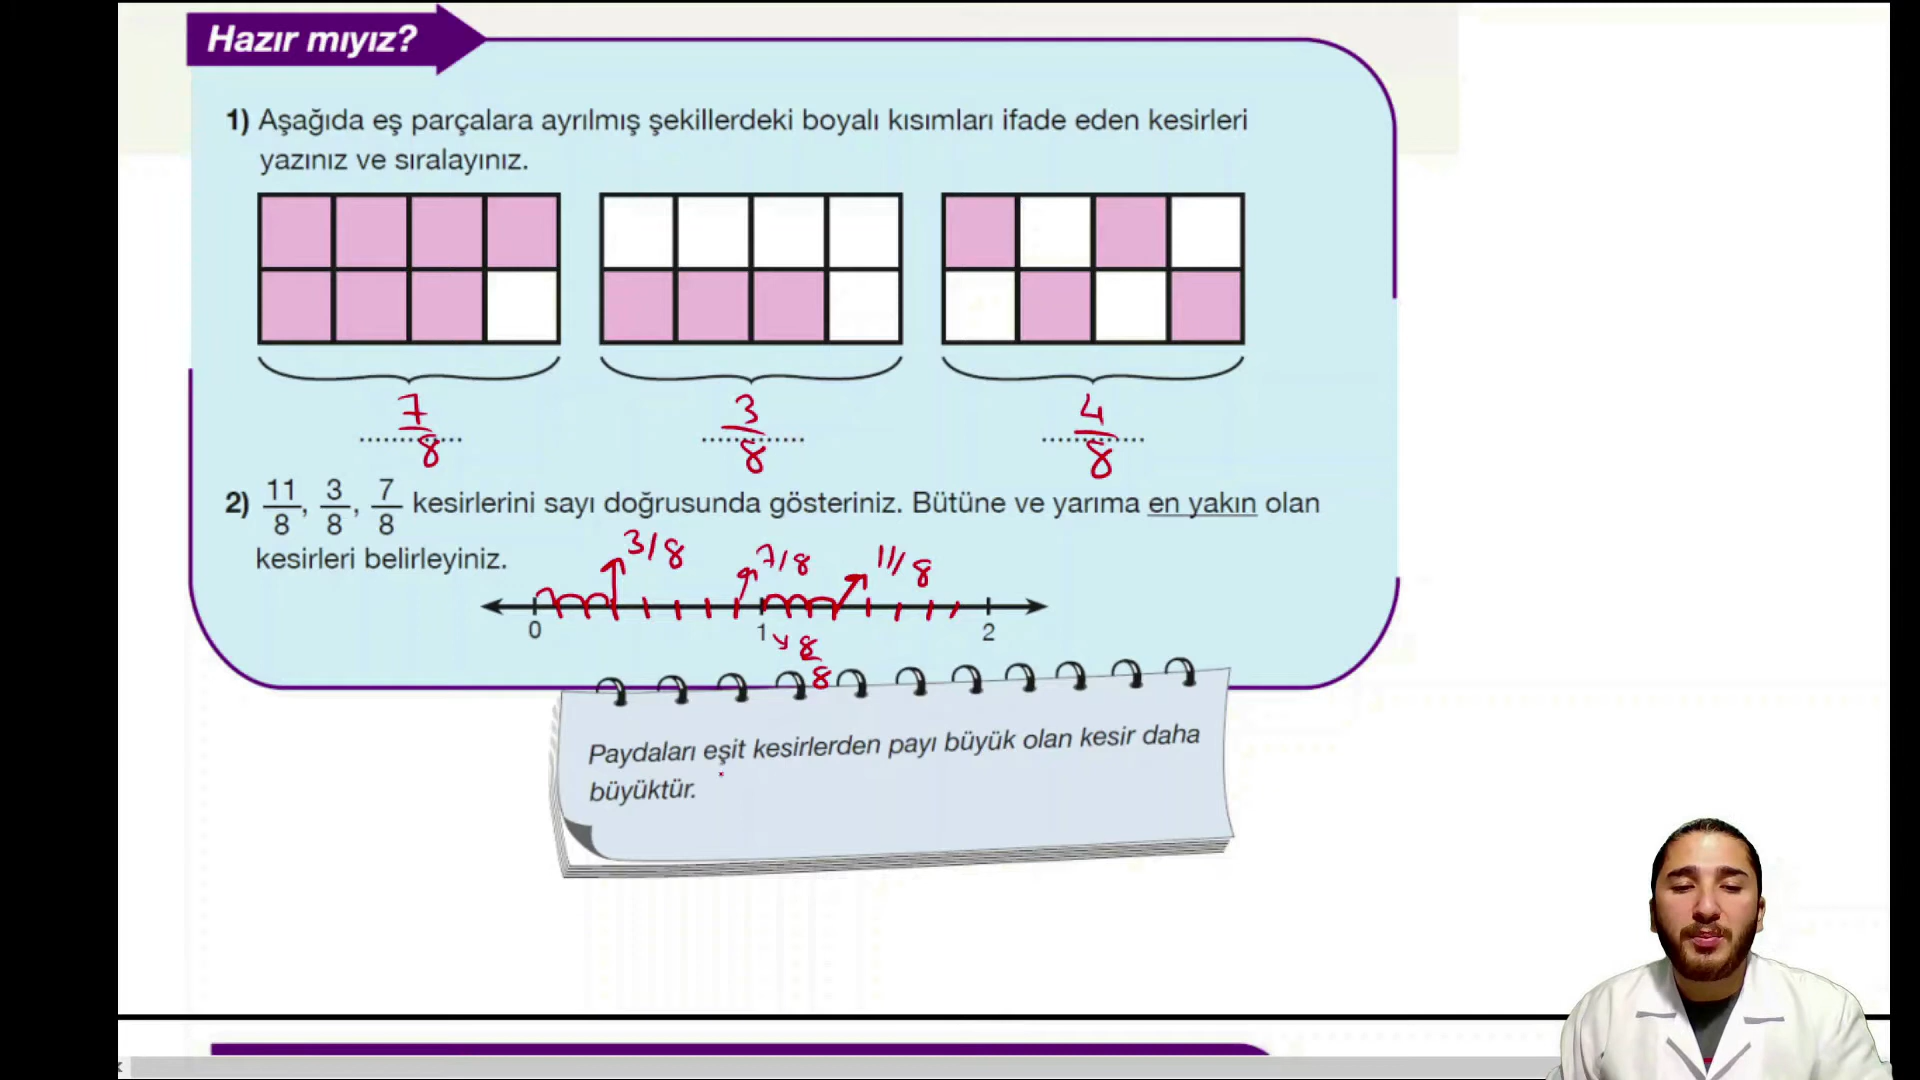 Hazır mıyız?
1) Aşağıda eş parçalara ayrılmış şekillerdeki boyalı kısımları ifade eden kesirleri
yazınız ve sıralayınız.
7/8 3/8 4/8
2) 11/8, 3/8, 7/8 kesirlerini sayı doğrusunda gösteriniz. Bütüne ve yarıma en yakın olan
kesirleri belirleyiniz.
3/8 7/8 11/8
0 1 2
8/8
Paydaları eşit kesirlerden payı büyük olan kesir daha
büyüktür.